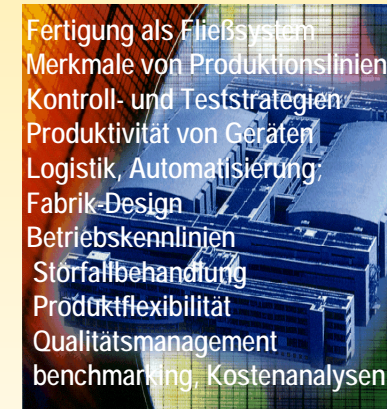 Fertigung als Fließsystem
Merkmale von Produktionslinien
Kontroll- und Teststrategien
Produktivität von Geräten
Logistik, Automatisierung;
Fabrik-Design
Betriebskennlinien
Störfallbehandlung
Produktflexibilität
Qualitätsmanagement
benchmarking, Kostenanalysen